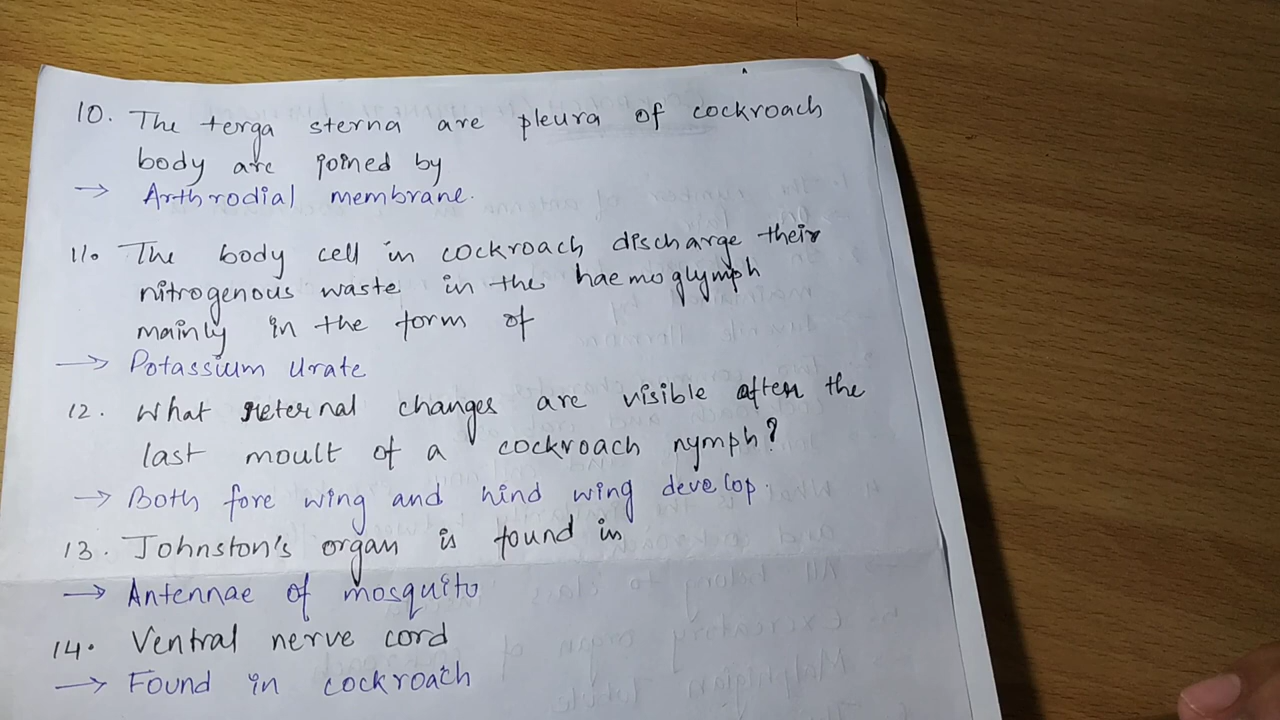 10. The terga sterna are pleura of cockroach
body are joined by
→ Arthrodial membrane.
11. The body cell in cockroach discharge their
nitrogenous waste in the haemoglymph
mainly in the form of
→ Potassium Urate
12. What external changes are visible after the
last moult of a cockroach nymph?
→ Both fore wing and hind wing develop.
13. Johnston's organ is found in
→ Antennae of mosquito
14. Ventral nerve cord
→ Found in cockroach